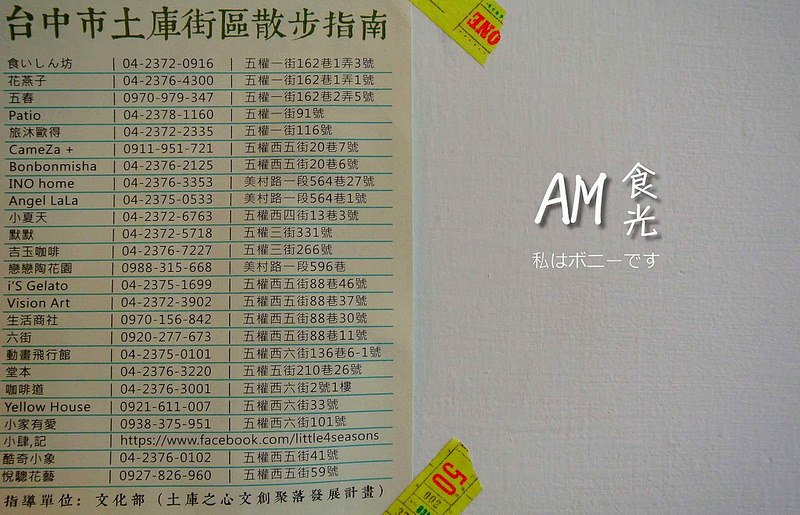 台中市土庫街區散步指南
食いしん坊 | 04-2372-0916 | 五權一街162巷1弄3號
花燕子 | 04-2376-4300 | 五權一街162巷1弄1號
五春 | 0970-979-347 | 五權一街162巷2弄5號
Patio | 04-2378-1160 | 五權一街91號
旅沐歐得 | 04-2372-2335 | 五權一街116號
CameZa + | 0911-951-721 | 五權西五街20巷7號
Bonbonmisha | 04-2376-2125 | 五權西五街20巷6號
INO home | 04-2376-3353 | 美村路一段564巷27號
Angel LaLa | 04-2375-0533 | 美村路一段564巷1號
小夏天 | 04-2372-6763 | 五權西四街13巷3號
默默 | 04-2372-5718 | 五權三街331號
吉玉咖啡 | 04-2376-7227 | 五權三街266號
戀戀陶花園 | 0988-315-668 | 美村路一段596巷
i'S Gelato | 04-2375-1699 | 五權西五街88巷46號
Vision Art | 04-2372-3902 | 五權西五街88巷37號
生活商社 | 0970-156-842 | 五權西五街88巷30號
六街 | 0920-277-673 | 五權西五街88巷11號
動畫飛行館 | 04-2375-0101 | 五權西六街136巷6-1號
堂本 | 04-2376-3220 | 五權五街210巷26號
咖啡道 | 04-2376-3001 | 五權西六街2號1樓
Yellow House | 0921-611-007 | 五權西六街33號
小家有愛 | 0938-375-951 | 五權西六街101號
小肆,記 | https://www.facebook.com/little4seasons
酷奇小象 | 04-2376-0102 | 五權西五街41號
悅聰花藝 | 0927-826-960 | 五權西五街59號
指導單位：文化部（土庫之心文創聚落發展計畫）
ONE
AM 食光
私はボニーです
50
002